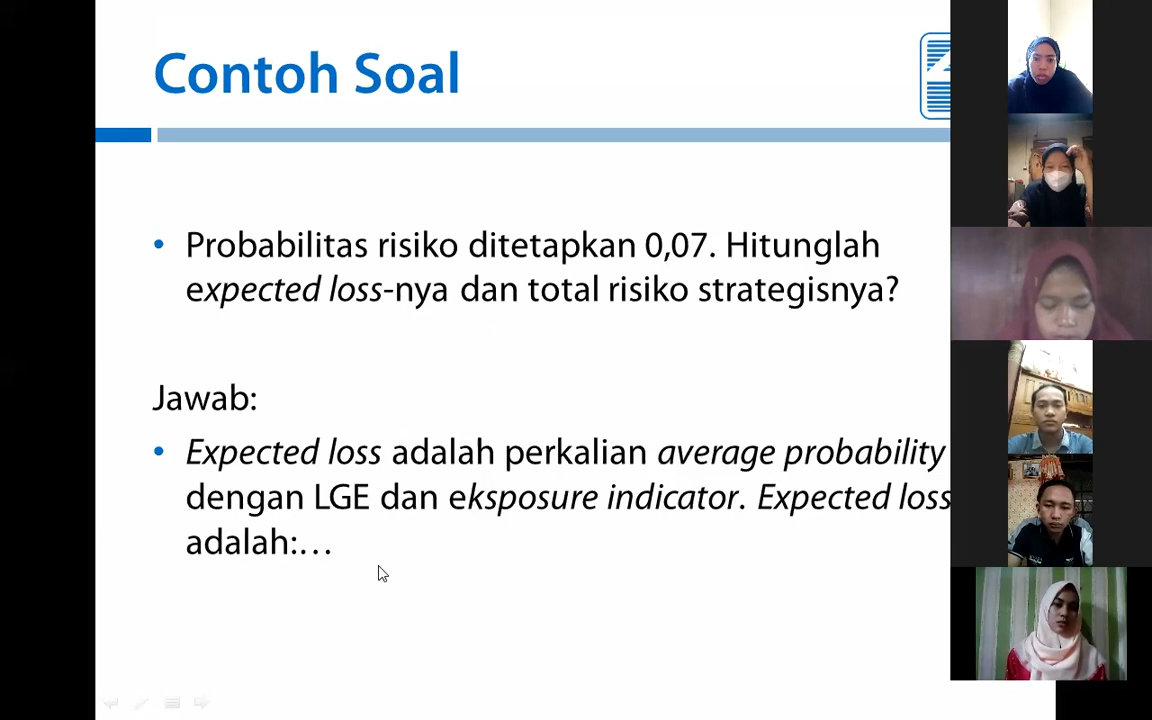 Contoh Soal
• Probabilitas risiko ditetapkan 0,07. Hitunglah
expected loss-nya dan total risiko strategisnya?
Jawab:
• Expected loss adalah perkalian average probability
dengan LGE dan eksposure indicator. Expected loss
adalah:…